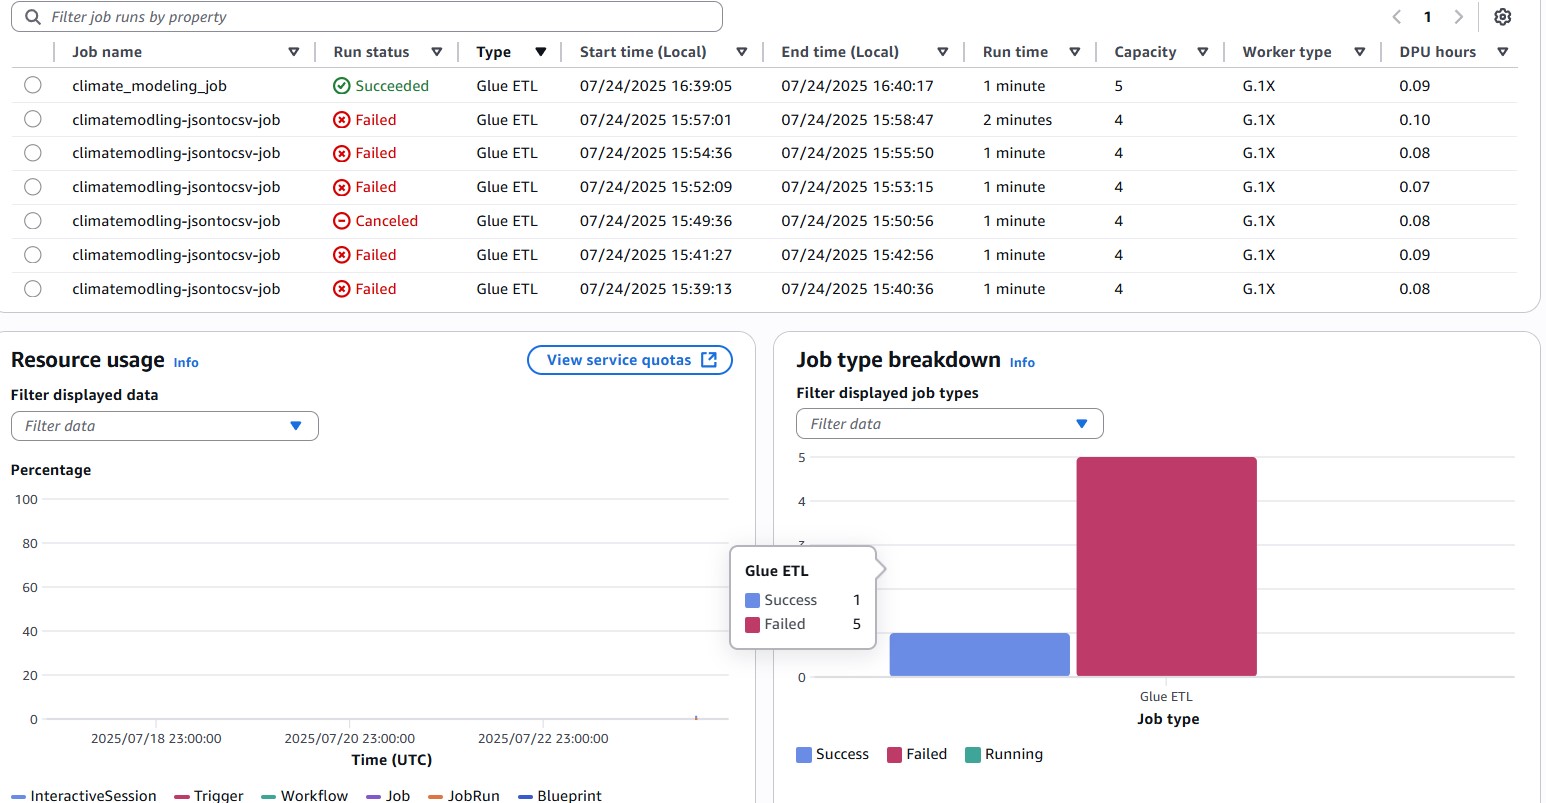 Filter job runs by property
1
Job name Run status Type Start time (Local) End time (Local) Run time Capacity Worker type DPU hours
climate_modeling_job Succeeded Glue ETL 07/24/2025 16:39:05 07/24/2025 16:40:17 1 minute 5 G.1X 0.09
climatemodling-jsontocsv-job Failed Glue ETL 07/24/2025 15:57:01 07/24/2025 15:58:47 2 minutes 4 G.1X 0.10
climatemodling-jsontocsv-job Failed Glue ETL 07/24/2025 15:54:36 07/24/2025 15:55:50 1 minute 4 G.1X 0.08
climatemodling-jsontocsv-job Failed Glue ETL 07/24/2025 15:52:09 07/24/2025 15:53:15 1 minute 4 G.1X 0.07
climatemodling-jsontocsv-job Canceled Glue ETL 07/24/2025 15:49:36 07/24/2025 15:50:56 1 minute 4 G.1X 0.08
climatemodling-jsontocsv-job Failed Glue ETL 07/24/2025 15:41:27 07/24/2025 15:42:56 1 minute 4 G.1X 0.09
climatemodling-jsontocsv-job Failed Glue ETL 07/24/2025 15:39:13 07/24/2025 15:40:36 1 minute 4 G.1X 0.08
Resource usage Info View service quotas
Filter displayed data
Filter data
Percentage
100
80
60
40
20
0
2025/07/18 23:00:00 2025/07/20 23:00:00 2025/07/22 23:00:00
Time (UTC)
InteractiveSession Trigger Workflow Job JobRun Blueprint
Job type breakdown Info
Filter displayed job types
Filter data
5
4
Glue ETL
Success 1
Failed 5
0
Glue ETL
Job type
Success Failed Running